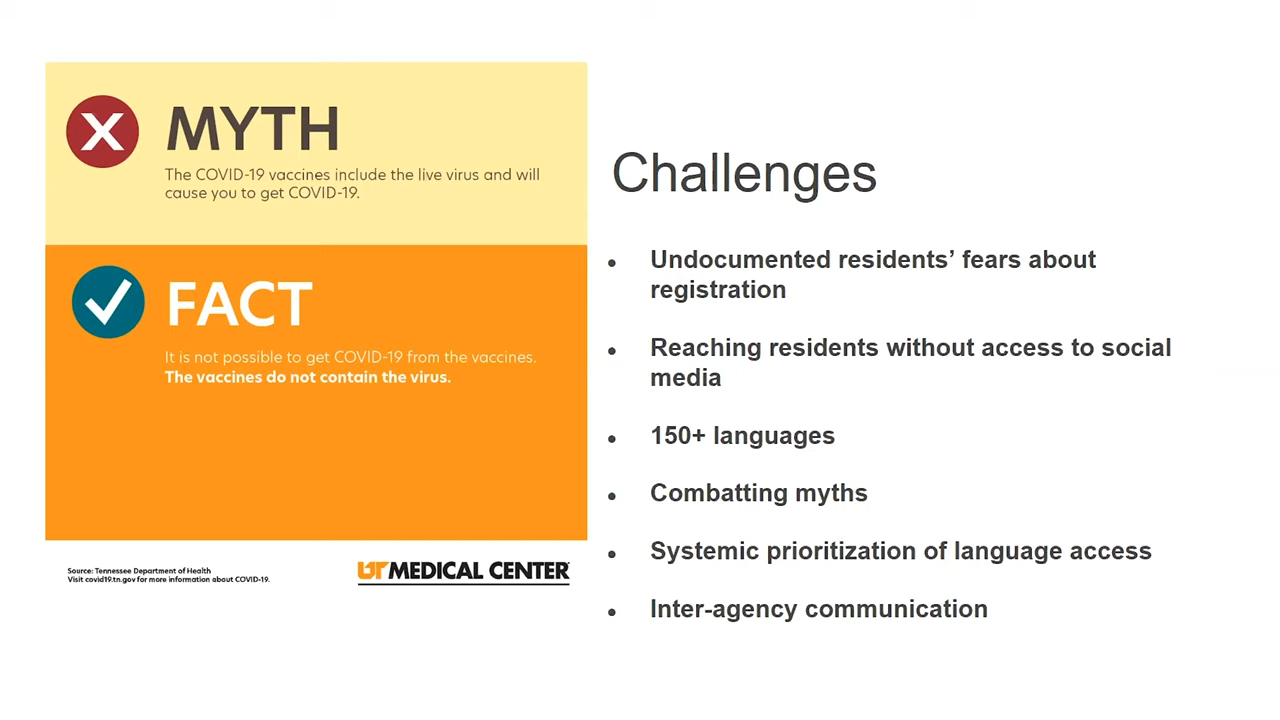 MYTH
The COVID-19 vaccines include the live virus and will
cause you to get COVID-19.
FACT
It is not possible to get COVID-19 from the vaccines.
The vaccines do not contain the virus.
Source: Tennessee Department of Health
Visit covid19.tn.gov for more information about COVID-19.
UT MEDICAL CENTER
Challenges
• Undocumented residents’ fears about
registration
• Reaching residents without access to social
media
• 150+ languages
• Combatting myths
• Systemic prioritization of language access
• Inter-agency communication